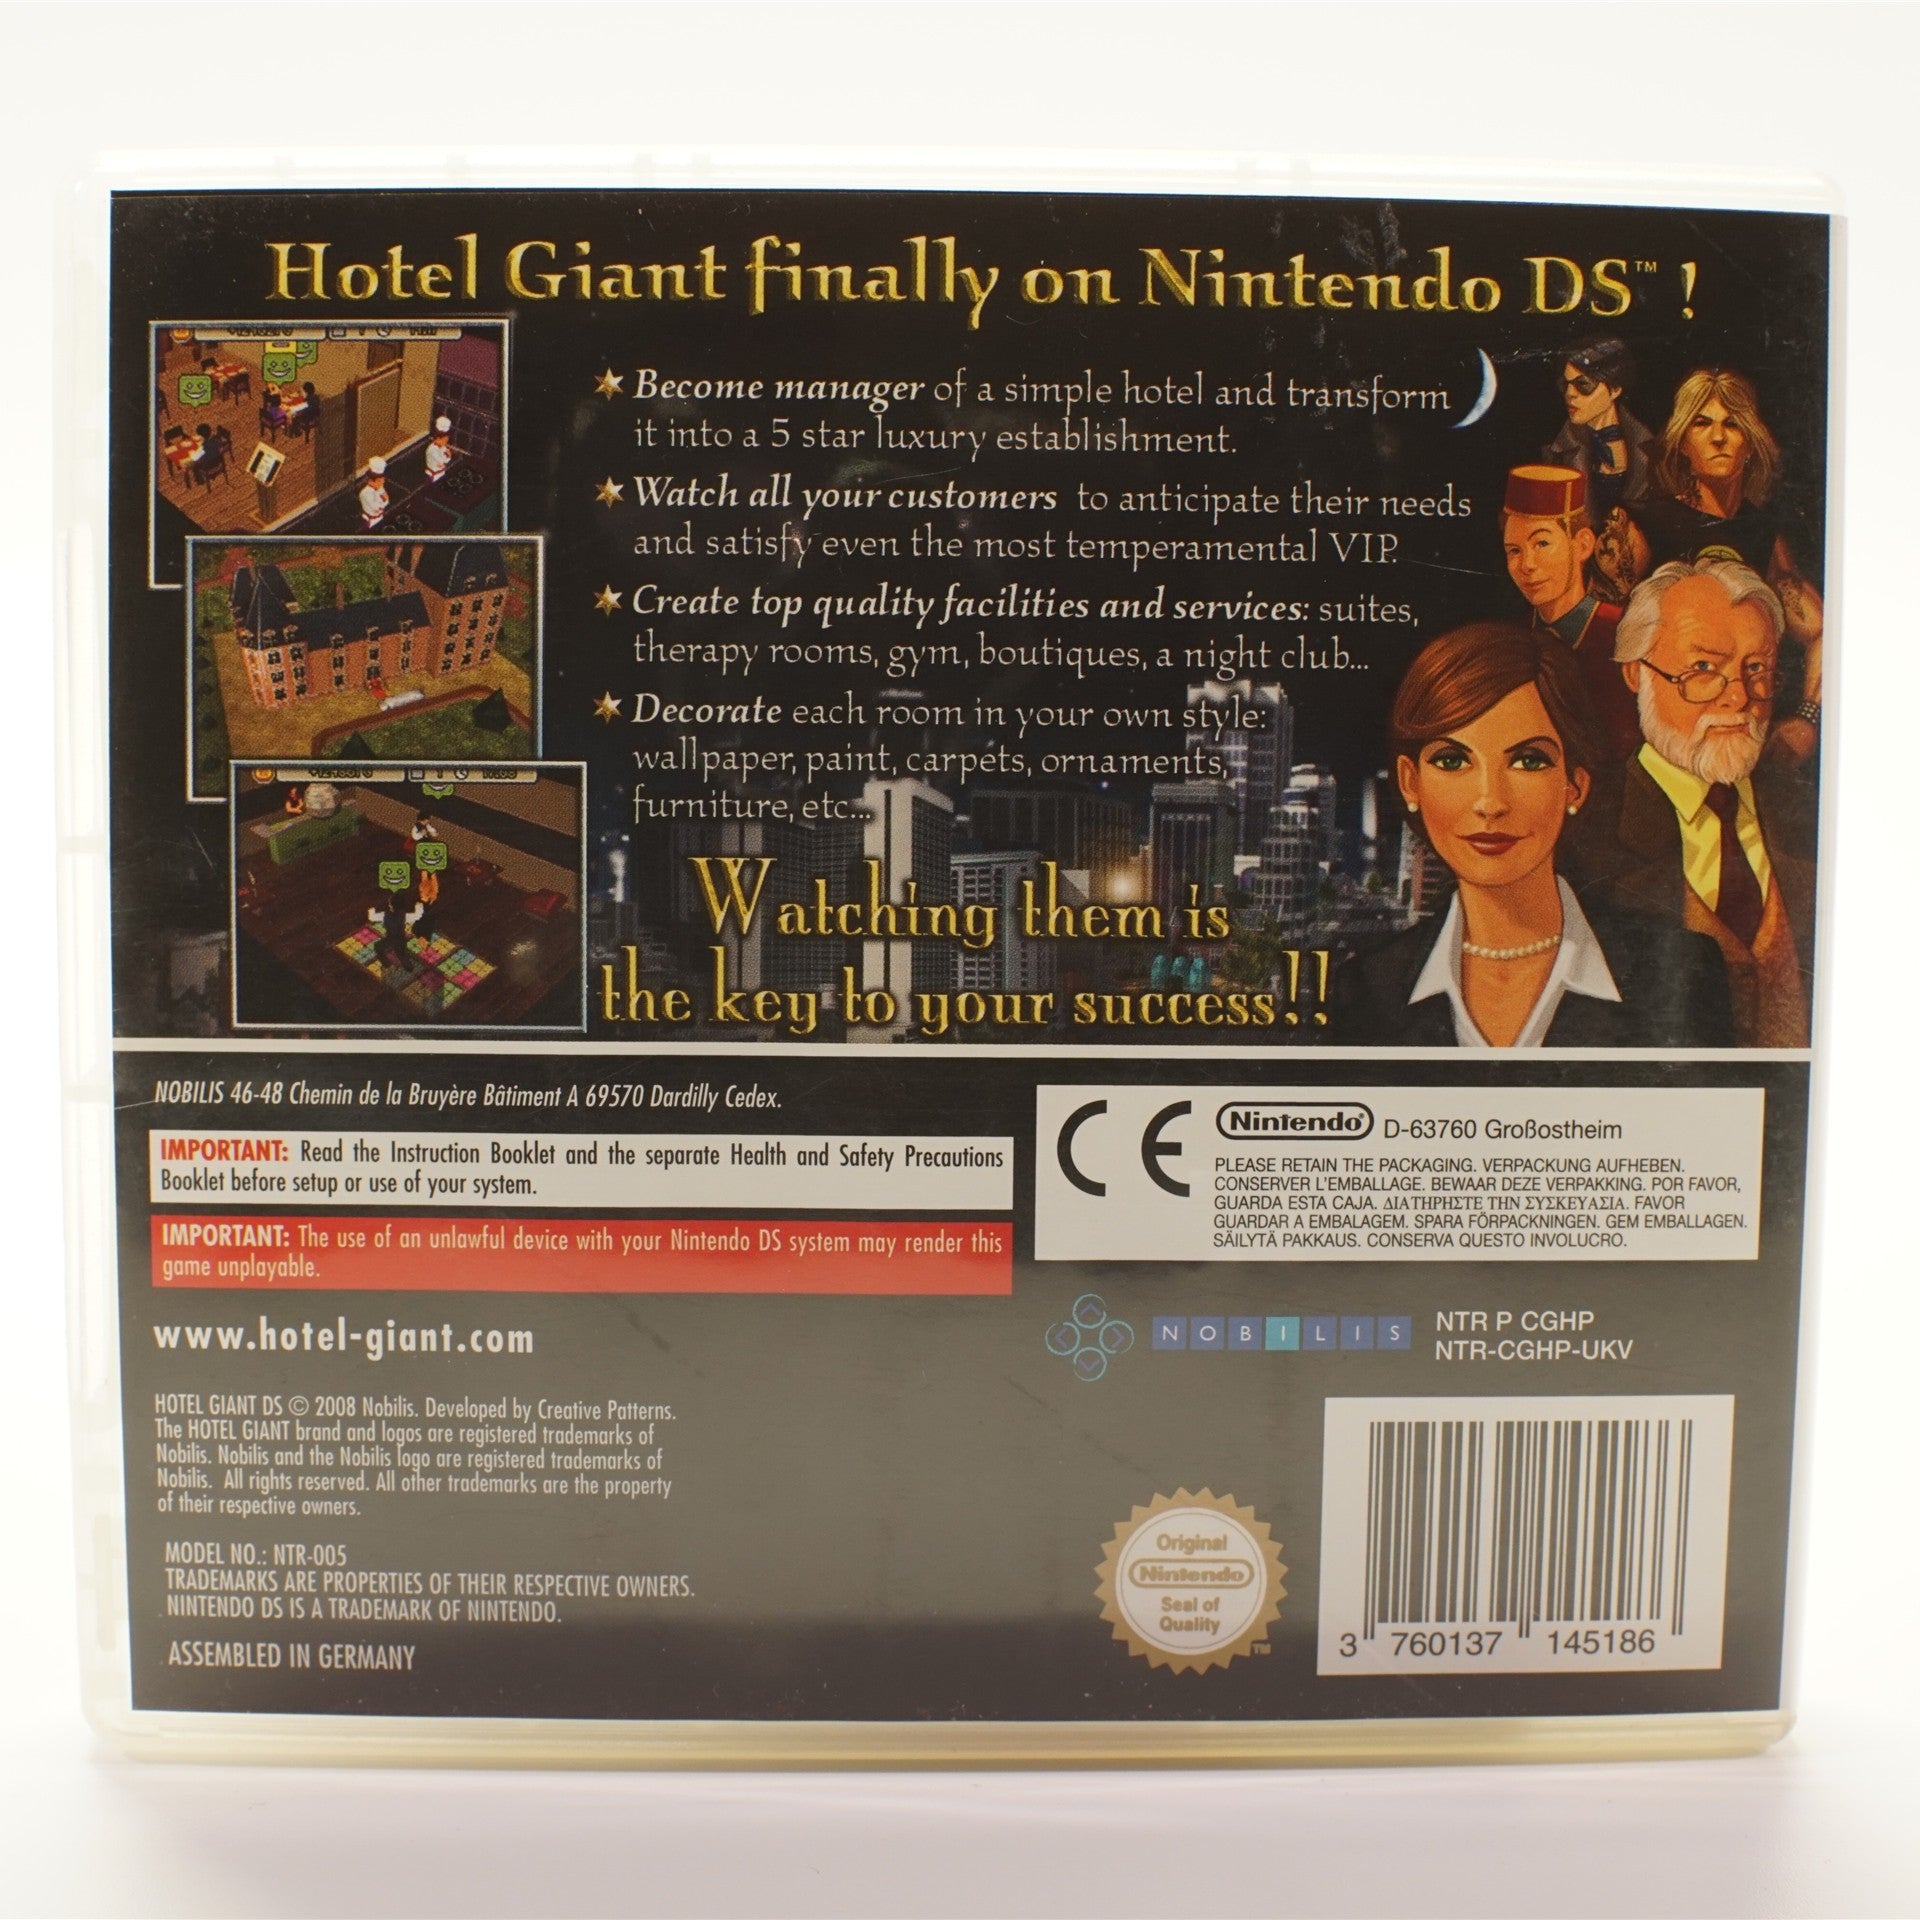 Hotel Giant finally on Nintendo DS™ !
Become manager of a simple hotel and transform
it into a 5 star luxury establishment.
Watch all your customers to anticipate their needs
and satisfy even the most temperamental VIP.
Create top quality facilities and services: suites,
therapy rooms, gym, boutiques, a night club...
Decorate each room in your own style:
wallpaper, paint, carpets, ornaments,
furniture, etc...
Watching them is
the key to your success!!
NOBILIS 46-48 Chemin de la Bruyère Bâtiment A 69570 Dardilly Cedex.
IMPORTANT: Read the Instruction Booklet and the separate Health and Safety Precautions
Booklet before setup or use of your system.
IMPORTANT: The use of an unlawful device with your Nintendo DS system may render this
game unplayable.
www.hotel-giant.com
HOTEL GIANT DS © 2008 Nobilis. Developed by Creative Patterns.
The HOTEL GIANT brand and logos are registered trademarks of
Nobilis. Nobilis and the Nobilis logo are registered trademarks of
Nobilis. All rights reserved. All other trademarks are the property
of their respective owners.
MODEL NO.: NTR-005
TRADEMARKS ARE PROPERTIES OF THEIR RESPECTIVE OWNERS.
NINTENDO DS IS A TRADEMARK OF NINTENDO.
ASSEMBLED IN GERMANY
CE
Nintendo® D-63760 Großostheim
PLEASE RETAIN THE PACKAGING. VERPACKUNG AUFHEBEN.
CONSERVER L'EMBALLAGE. BEWAAR DEZE VERPAKKING. POR FAVOR,
GUARDA ESTA CAJA. ΔΙΑΤΗΡΗΣΤΕ ΤΗΝ ΣΥΣΚΕΥΑΣΙΑ. FAVOR
GUARDAR A EMBALAGEM. SPARA FÖRPACKNINGEN. GEM EMBALLAGEN.
SÄILYTÄ PAKKAUS. CONSERVA QUESTO INVOLUCRO.
NOBILIS
NTR P CGHP
NTR-CGHP-UKV
Original
Nintendo
Seal of
Quality
TM
3 760137 145186